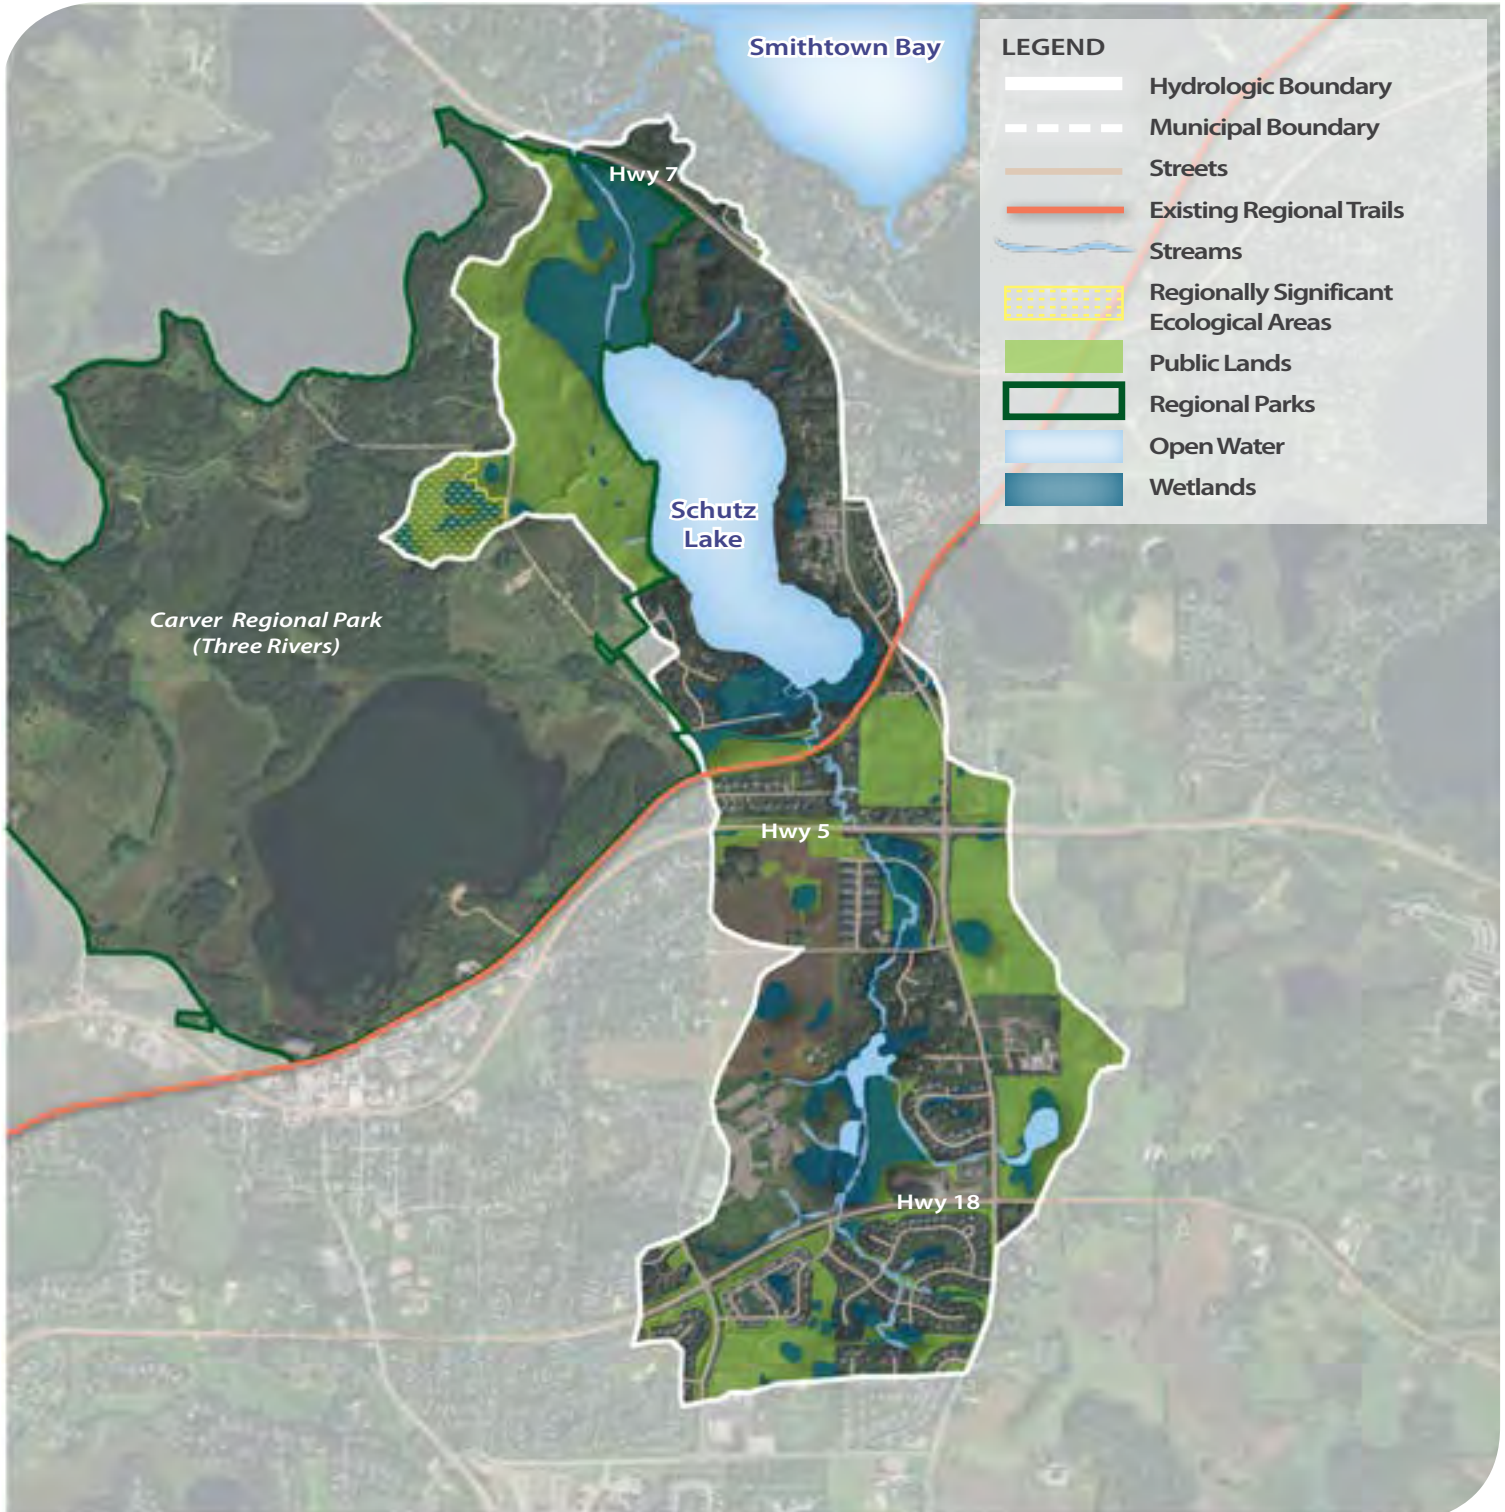 Smithtown Bay
LEGEND
Hydrologic Boundary
Municipal Boundary
Streets
Existing Regional Trails
Streams
Regionally Significant
Ecological Areas
Public Lands
Regional Parks
Open Water
Wetlands
Hwy 7
Schutz
Lake
Carver Regional Park
(Three Rivers)
Hwy 5
Hwy 18